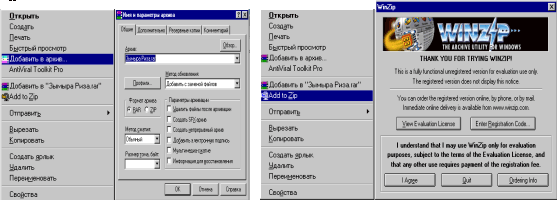 Открыть
Создать
Печать
Быстрый просмотр
Добавить в архив...
AntiViral Toolkit Pro
Добавить в "Зымыра Риза.rar"
Add to Zip
Отправить
Вырезать
Копировать
Создать ярлык
Удалить
Переименовать
Свойства
Имя и параметры архива
Общие Дополнительно Резервные копии Комментарий
Архив:
Обзор...
Метод обновления
Профили...
Добавить с заменой файлов
Формат архива
RAR ZIP
Метод сжатия
Обычный
Размер тома, байт
Параметры архивации
Удалить файлы после архивации
Создать SFX архив
Создать непрерывный архив
Добавить электронную подпись
Мультимедиа-сжатие
Информация для восстановления
OK Отмена Справка
Открыть
Создать
Печать
Быстрый просмотр
Добавить в архив...
AntiViral Toolkit Pro
Добавить в "Зымыра Риза.rar"
Add to Zip
Отправить
Вырезать
Копировать
Создать ярлык
Удалить
Переименовать
Свойства
WinZip
WINZIP
THE ARCHIVE UTILITY FOR WINDOWS
THANK YOU FOR TRYING WINZIP!
This is a fully functional unregistered version for evaluation use only.
The registered version does not display this notice.
You can order the registered version online, by phone, or by mail.
Immediate online delivery is available from www.winzip.com.
View Evaluation License Enter Registration Code...
I understand that I may use WinZip only for evaluation
purposes, subject to the terms of the Evaluation License, and
that any other use requires payment of the registration fee.
I Agree Quit Ordering Info